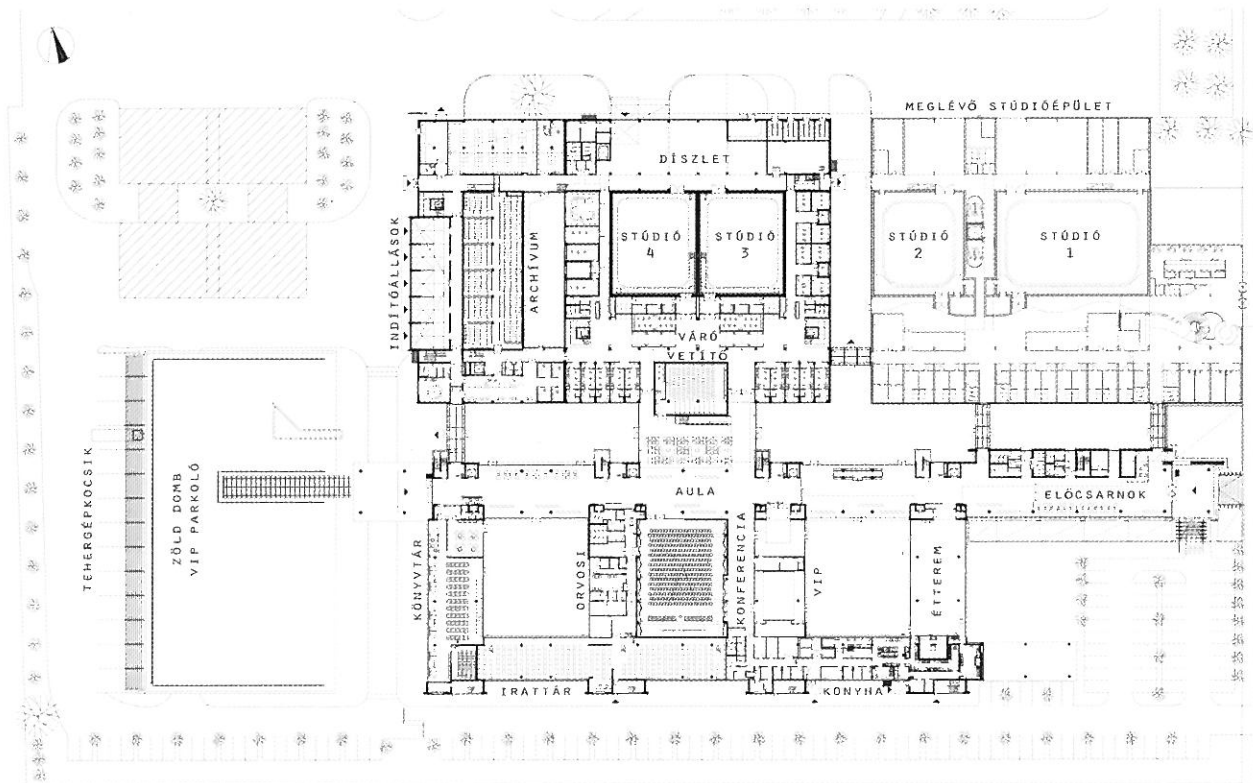 MEGLÉVŐ STÚDIÓÉPÜLET
DÍSZLET
INDÍTÓÁLLÁSOK
ARCHÍVUM
STÚDIÓ
4
STÚDIÓ
3
STÚDIÓ
2
STÚDIÓ
1
VÁRÓ
VETÍTŐ
TEHERGÉPKOCSIK
ZÖLD DOMB
VIP PARKOLÓ
AULA
ELŐCSARNOK
KÖNYVTÁR
ORVOSI
KONFERENCIA
VIP
ÉTTEREM
IRATTÁR
KONYHA